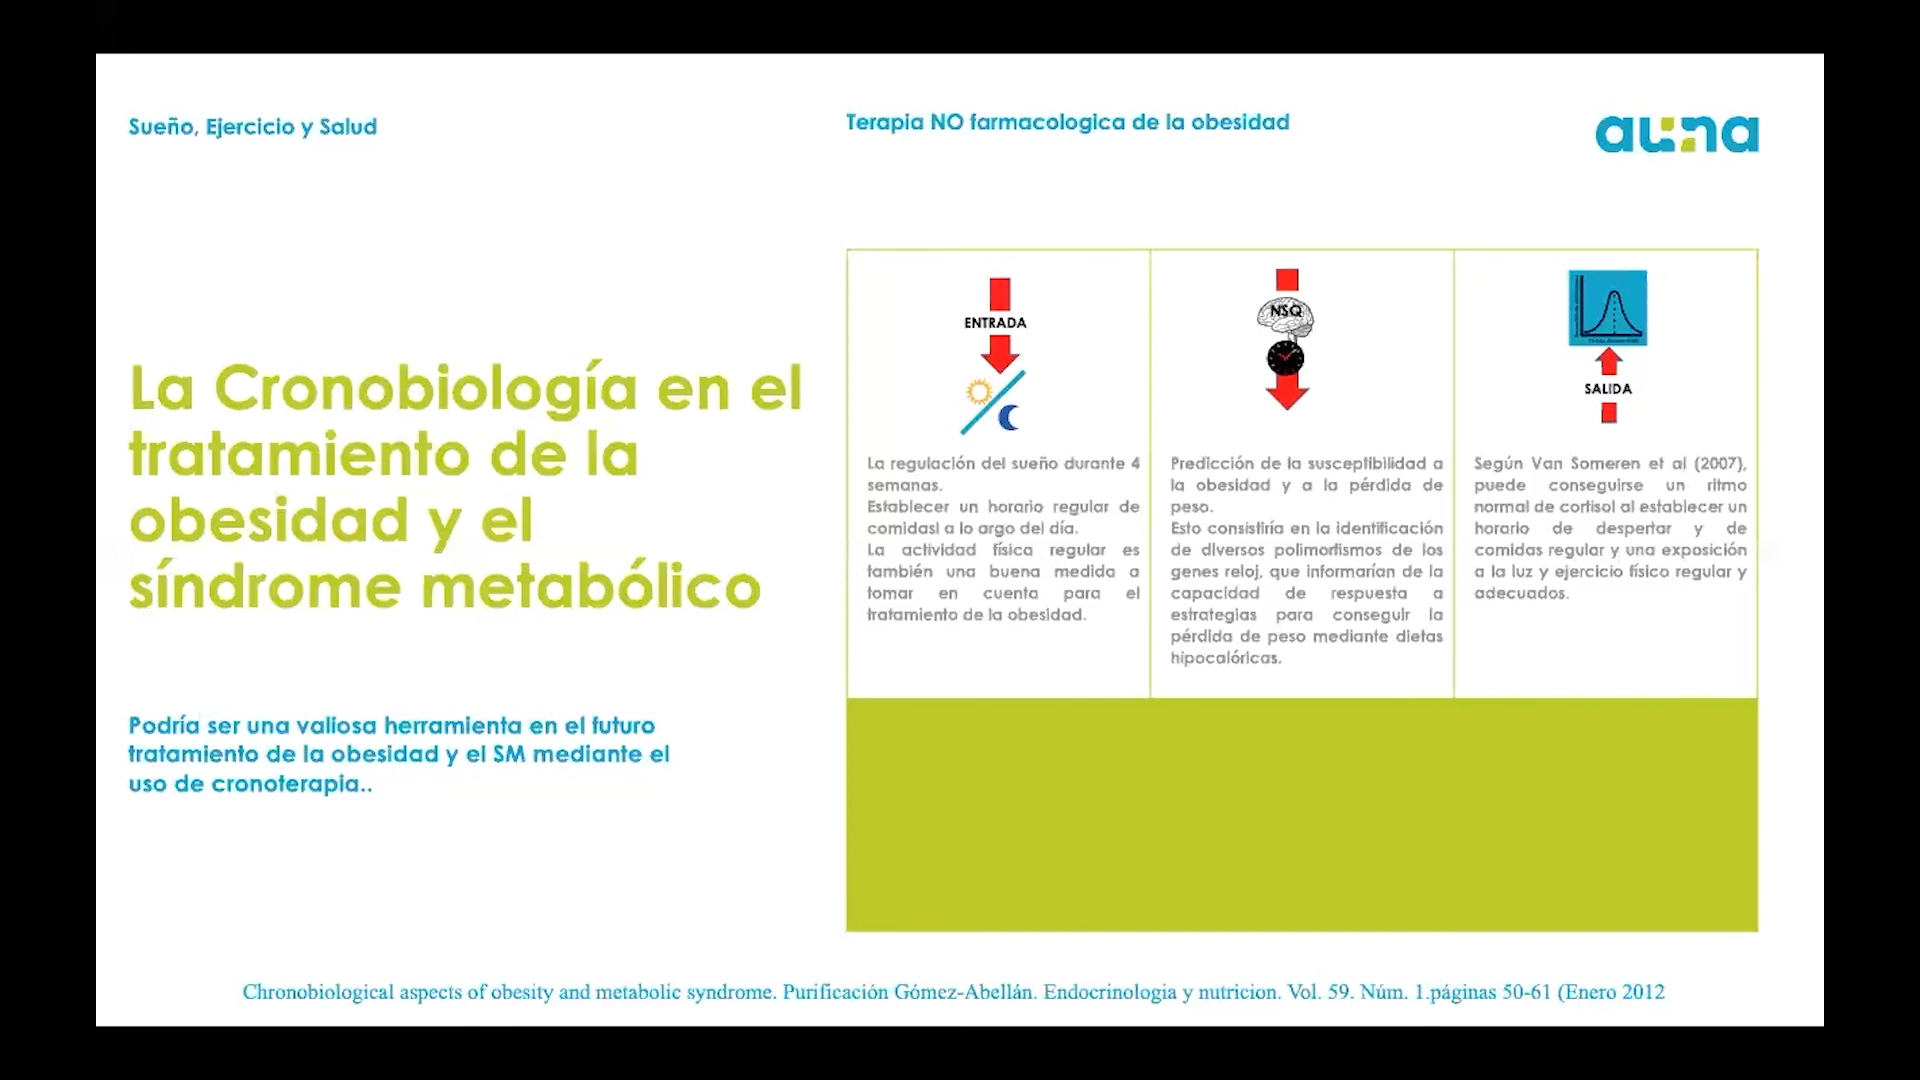 Sueño, Ejercicio y Salud
Terapia NO farmacologica de la obesidad
auna
La Cronobiología en el
tratamiento de la
obesidad y el
síndrome metabólico
Podría ser una valiosa herramienta en el futuro
tratamiento de la obesidad y el SM mediante el
uso de cronoterapia..
ENTRADA
La regulación del sueño durante 4
semanas.
Establecer un horario regular de
comidasl a lo argo del día.
La actividad física regular es
también una buena medida a
tomar en cuenta para el
tratamiento de la obesidad.
NSQ
Predicción de la susceptibilidad a
la obesidad y a la pérdida de
peso.
Esto consistiría en la identificación
de diversos polimorfismos de los
genes reloj, que informarían de la
capacidad de respuesta a
estrategias para conseguir la
pérdida de peso mediante dietas
hipocalóricas.
SALIDA
Según Van Someren et al (2007),
puede conseguirse un ritmo
normal de cortisol al establecer un
horario de despertar y de
comidas regular y una exposición
a la luz y ejercicio físico regular y
adecuados.
Chronobiological aspects of obesity and metabolic syndrome. Purificación Gómez-Abellán. Endocrinologia y nutricion. Vol. 59. Núm. 1.páginas 50-61 (Enero 2012